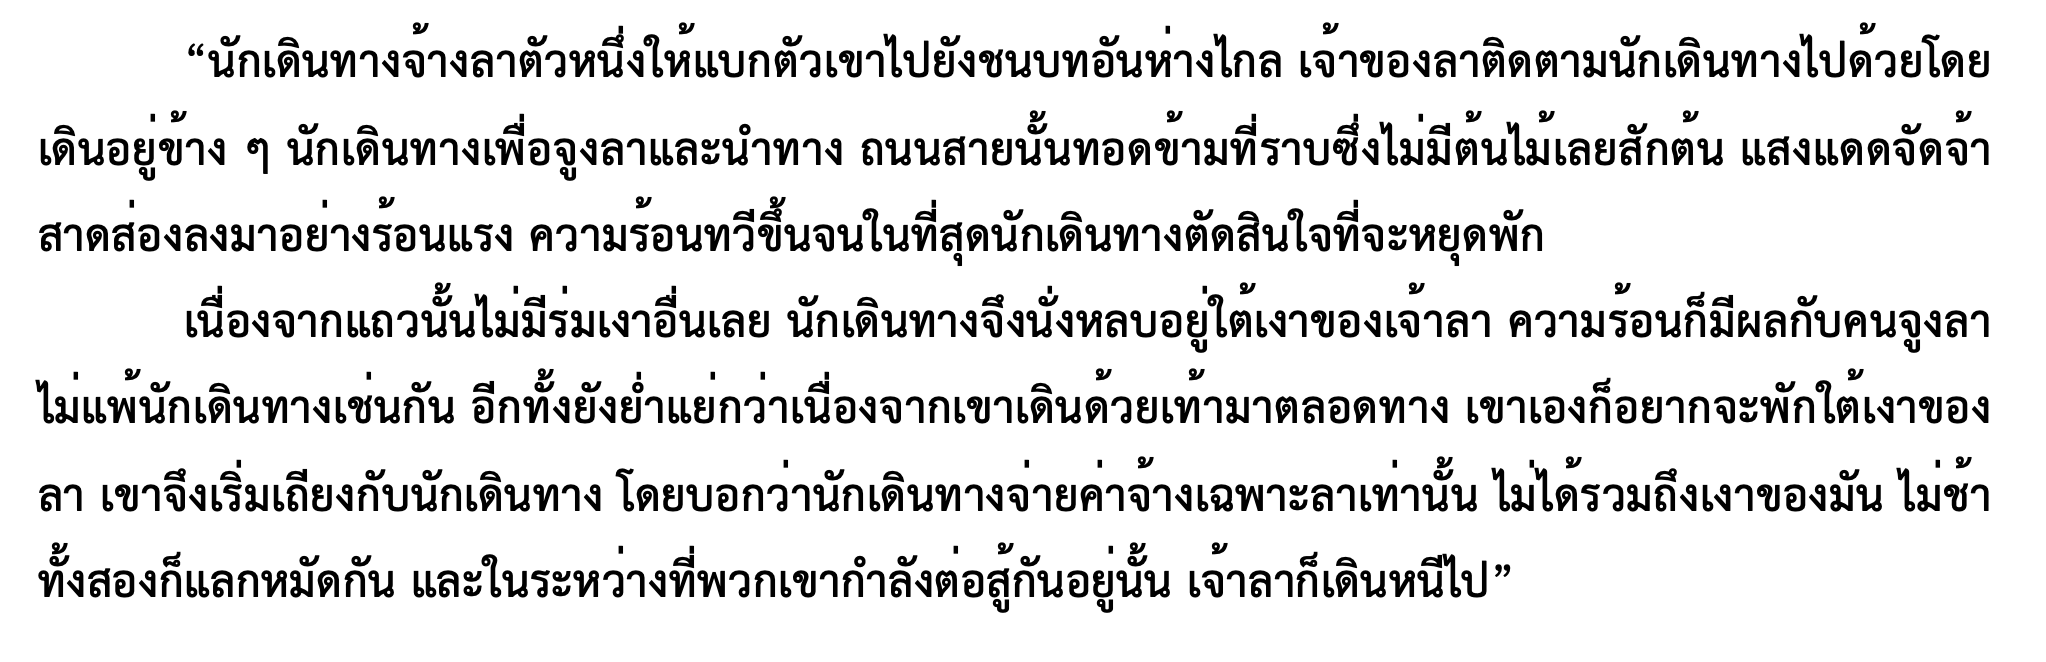 “นักเดินทางจ้างลาตัวหนึ่งให้แบกตัวเขาไปยังชนบทอันห่างไกล เจ้าของลาติดตามนักเดินทางไปด้วยโดย
เดินอยู่ข้าง ๆ นักเดินทางเพื่อจูงลาและนำทาง ถนนสายนั้นทอดข้ามที่ราบซึ่งไม่มีต้นไม้เลยสักต้น แสงแดดจัดจ้า
สาดส่องลงมาอย่างร้อนแรง ความร้อนทวีขึ้นจนในที่สุดนักเดินทางตัดสินใจที่จะหยุดพัก
เนื่องจากแถวนั้นไม่มีร่มเงาอื่นเลย นักเดินทางจึงนั่งหลบอยู่ใต้เงาของเจ้าลา ความร้อนก็มีผลกับคนจูงลา
ไม่แพ้นักเดินทางเช่นกัน อีกทั้งยังย่ำแย่กว่าเนื่องจากเขาเดินด้วยเท้ามาตลอดทาง เขาเองก็อยากจะพักใต้เงาของ
ลา เขาจึงเริ่มเถียงกับนักเดินทาง โดยบอกว่านักเดินทางจ่ายค่าจ้างเฉพาะลาเท่านั้น ไม่ได้รวมถึงเงาของมัน ไม่ช้า
ทั้งสองก็แลกหมัดกัน และในระหว่างที่พวกเขากำลังต่อสู้กันอยู่นั้น เจ้าลาก็เดินหนีไป”